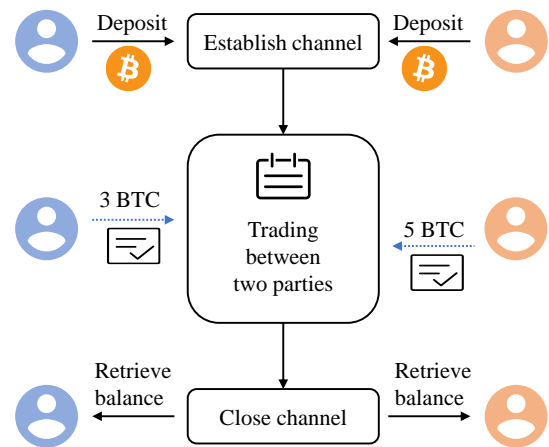 Deposit
Deposit
Establish channel
3 BTC
5 BTC
Trading
between
two parties
Retrieve
balance
Retrieve
balance
Close channel